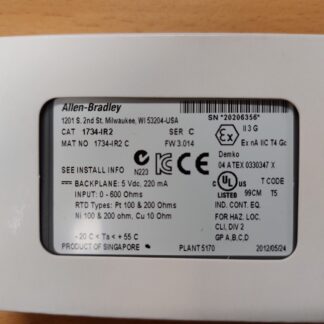 Allen-Bradley
1201 S. 2nd St. Milwaukee, WI 53204-USA
SN "20206356"
CAT 1734-IR2 SER C
MAT NO 1734-IR2 C FW 3.014
Ex II 3 G
Ex nA IIC T4 Gc
Demko
04 ATEX 0330347 X
SEE INSTALL INFO
N223
BACKPLANE: 5 Vdc, 220 mA
INPUT: 0 - 600 Ohms
RTD Types: Pt 100 & 200 Ohms
Ni 100 & 200 ohm, Cu 10 Ohm
c UL US T CODE
LISTED 99CM T5
IND. CONT. EQ.
FOR HAZ. LOC.
CLI, DIV 2
GP A,B,C,D
- 20 C < Ta < + 55 C
PRODUCT OF SINGAPORE PLANT 5170 2012/05/24